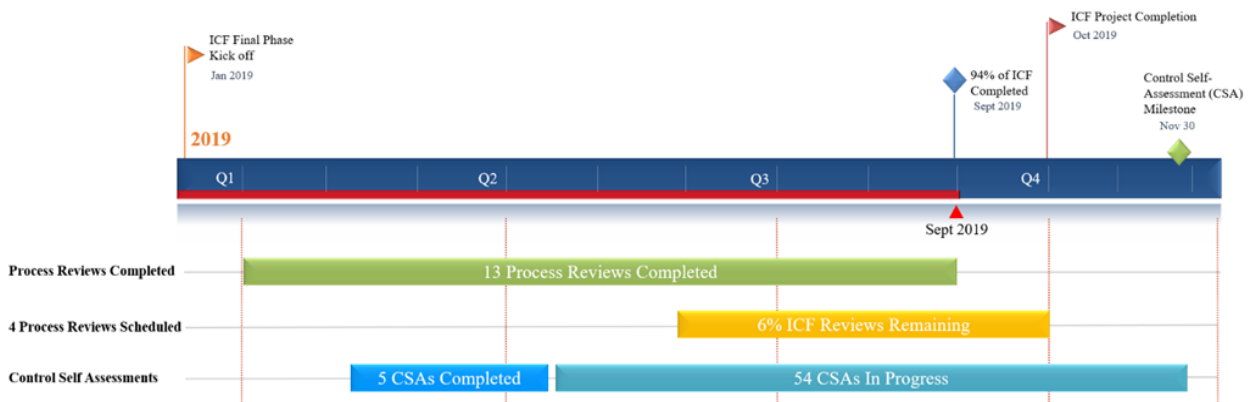 ICF Final Phase
Kick off
Jan 2019
ICF Project Completion
Oct 2019
94% of ICF
Completed
Sept 2019
Control Self-
Assessment (CSA)
Milestone
Nov 30
2019
Q1 Q2 Q3 Q4
Sept 2019
Process Reviews Completed
13 Process Reviews Completed
4 Process Reviews Scheduled
6% ICF Reviews Remaining
Control Self Assessments
5 CSAs Completed
54 CSAs In Progress